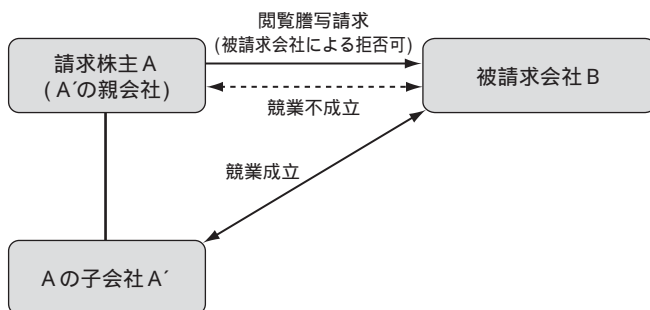 閲覧謄写請求
(被請求会社による拒否可)
請求株主A
(A´の親会社)
被請求会社B
競業不成立
競業成立
Aの子会社A´